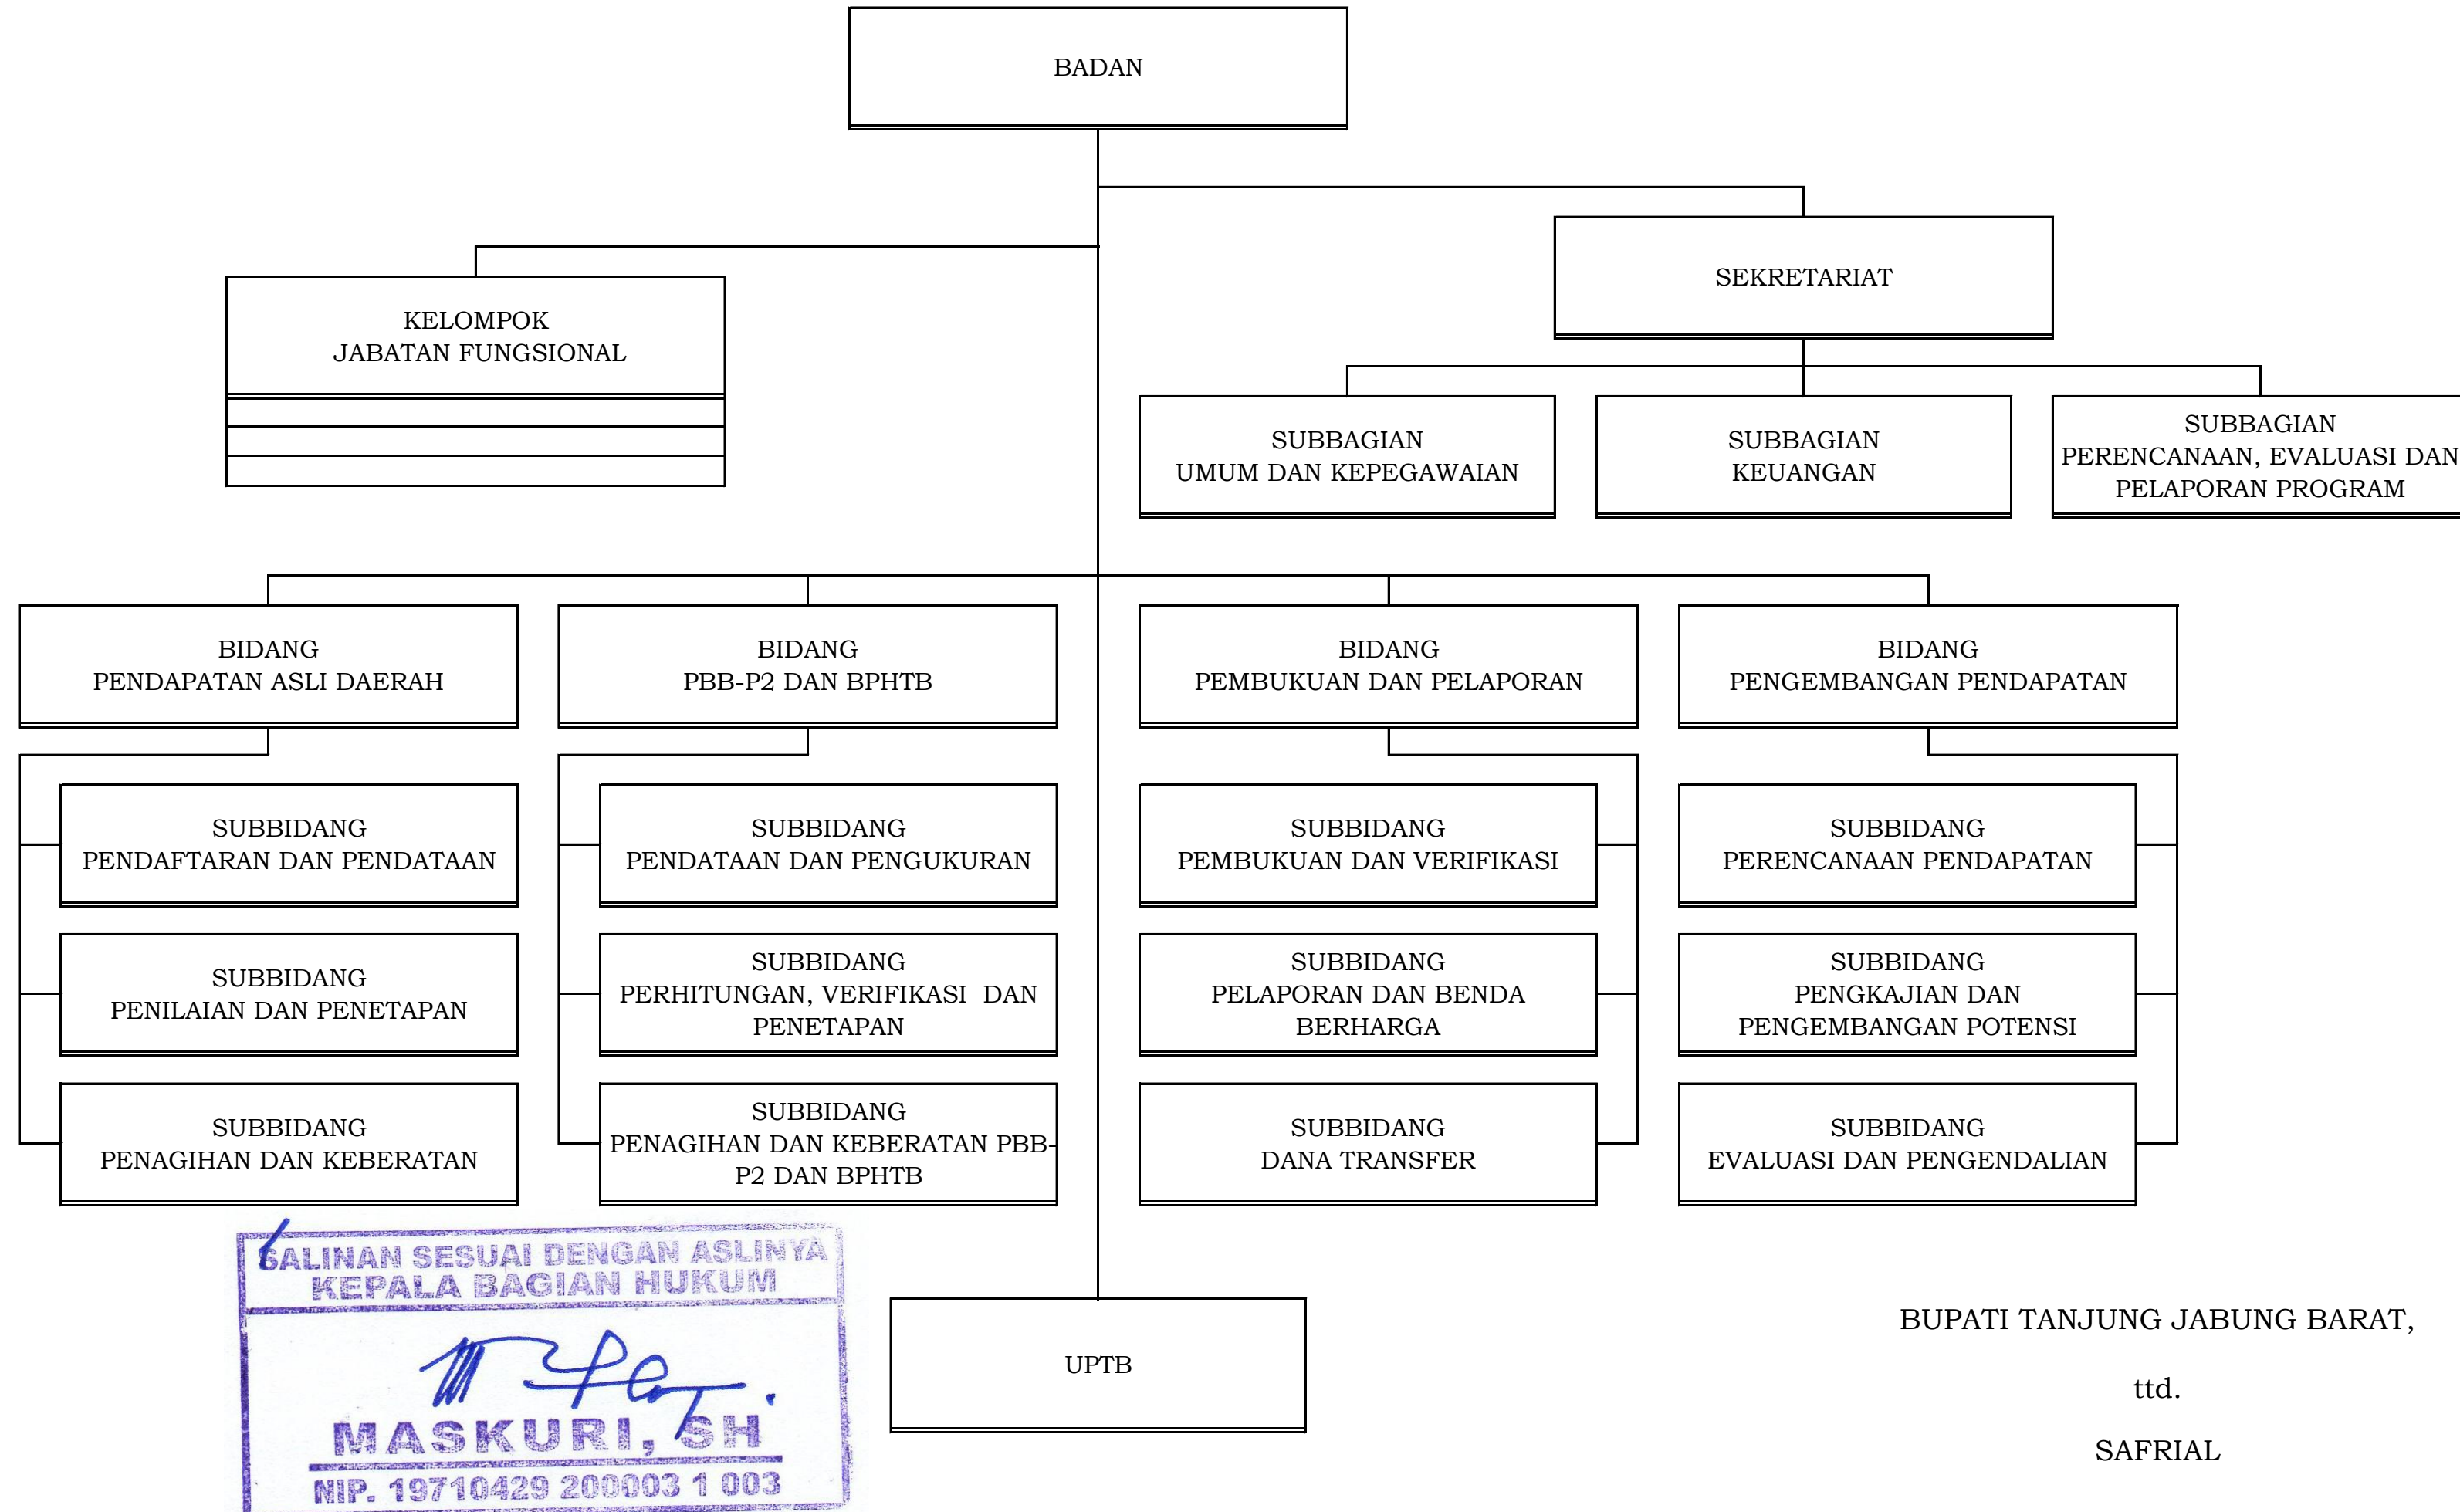 BADAN
SEKRETARIAT
KELOMPOK
JABATAN FUNGSIONAL
SUBBAGIAN
UMUM DAN KEPEGAWAIAN
SUBBAGIAN
KEUANGAN
SUBBAGIAN
PERENCANAAN, EVALUASI DAN
PELAPORAN PROGRAM
BIDANG
PENDAPATAN ASLI DAERAH
BIDANG
PBB-P2 DAN BPHTB
BIDANG
PEMBUKUAN DAN PELAPORAN
BIDANG
PENGEMBANGAN PENDAPATAN
SUBBIDANG
PENDAFTARAN DAN PENDATAAN
SUBBIDANG
PENDATAAN DAN PENGUKURAN
SUBBIDANG
PEMBUKUAN DAN VERIFIKASI
SUBBIDANG
PERENCANAAN PENDAPATAN
SUBBIDANG
PENILAIAN DAN PENETAPAN
SUBBIDANG
PERHITUNGAN, VERIFIKASI DAN
PENETAPAN
SUBBIDANG
PELAPORAN DAN BENDA
BERHARGA
SUBBIDANG
PENGKAJIAN DAN
PENGEMBANGAN POTENSI
SUBBIDANG
PENAGIHAN DAN KEBERATAN
SUBBIDANG
PENAGIHAN DAN KEBERATAN PBB-
P2 DAN BPHTB
SUBBIDANG
DANA TRANSFER
SUBBIDANG
EVALUASI DAN PENGENDALIAN
SALINAN SESUAI DENGAN ASLINYA
KEPALA BAGIAN HUKUM
MASKURI, SH
NIP. 19710429 200003 1 003
UPTB
BUPATI TANJUNG JABUNG BARAT,
ttd.
SAFRIAL